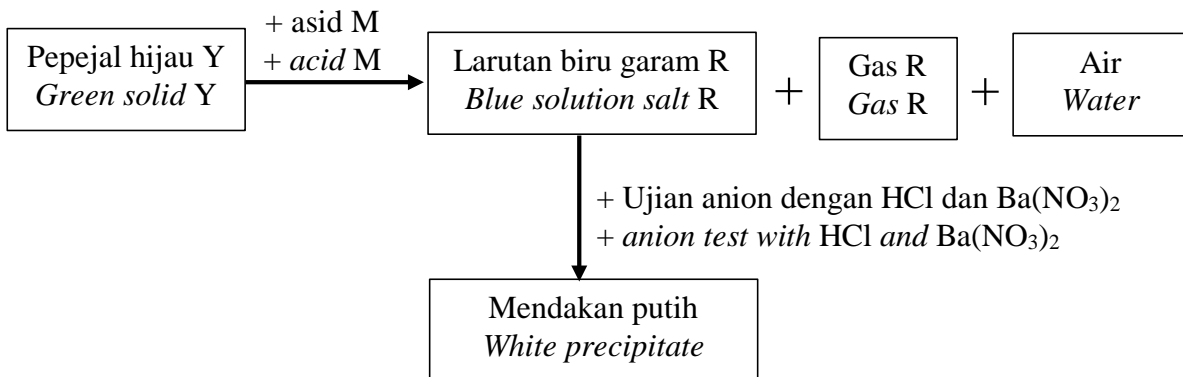 + asid M
+ acid M
Pepejal hijau Y
Green solid Y
Larutan biru garam R
Blue solution salt R
+
Gas R
Gas R
+
Air
Water
+ Ujian anion dengan HCl dan Ba(NO₃)₂
+ anion test with HCl and Ba(NO₃)₂
Mendakan putih
White precipitate